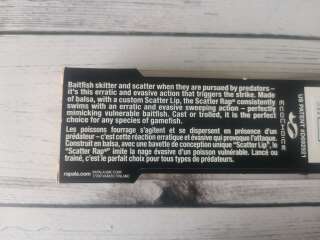 Baitfish skitter and scatter when they are pursued by predators –
it's this erratic and evasive action that triggers the strike. Made
of balsa, with a custom Scatter Lip, the Scatter Rap® consistently
swims with an erratic and evasive sweeping action – perfectly
mimicking vulnerable baitfish. Cast or trolled, it is the perfect
choice for any species of gamefish.
Les poissons fourrage s'agitent et se dispersent en présence d'un
prédateur – c'est cette réaction erratique et évasive qui provoque l'attaque.
Construit en balsa, avec une bavette de conception unique "Scatter Lip", le
"Scatter Rap" imite la nage évasive d'un poisson vulnérable. Lancé ou
traîné, c'est le parfait choix pour tous types de prédateurs.
rapala.com
ECOCHOICE
US PATENT